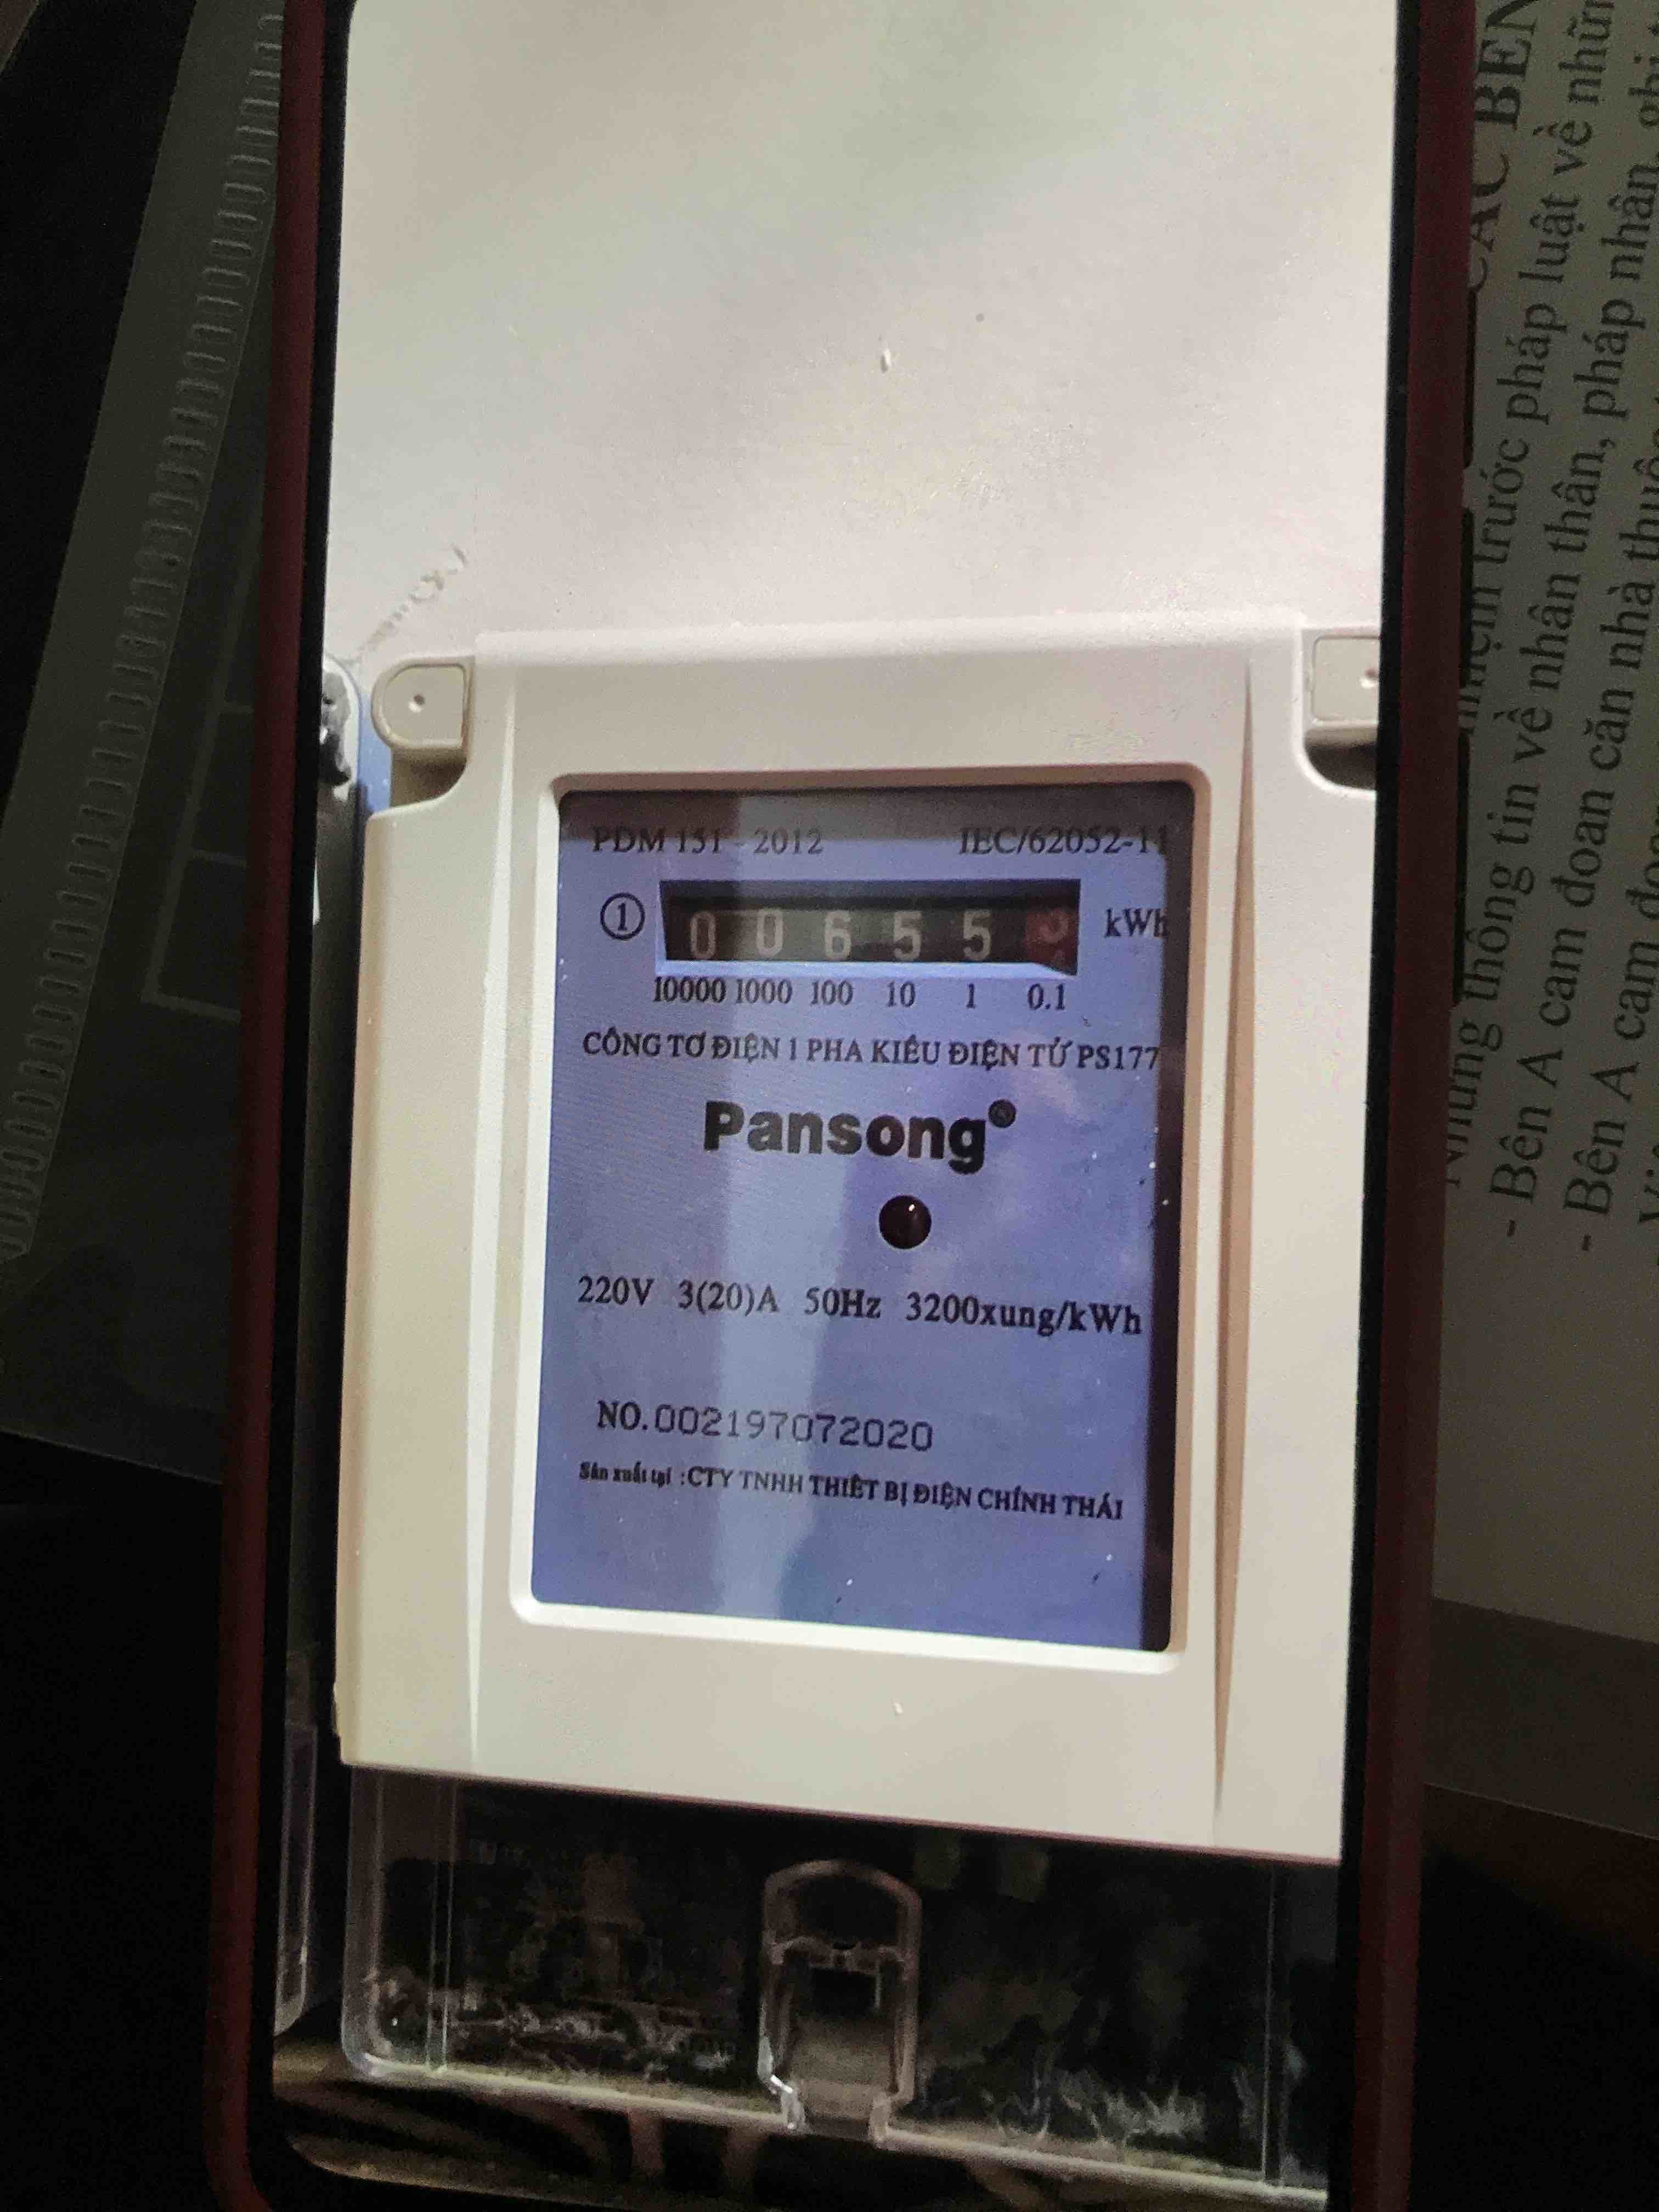 PDM 151 - 2012 IEC/62052-11
1 0 0 6 5 5 kWh
10000 1000 100 10 1 0.1
CÔNG TƠ ĐIỆN 1 PHA KIỂU ĐIỆN TỬ PS177
Pansong®
220V 3(20)A 50Hz 3200xung/kWh
NO.002197072020
Sản xuất tại : CTY TNHH THIẾT BỊ ĐIỆN CHÍNH THÁI
CÁC BÊN
nhiệm trước pháp luật về những
Những thông tin về nhân thân, pháp nhân, ghi
- Bên A cam đoan căn nhà thuộc
- Bên A cam đoan